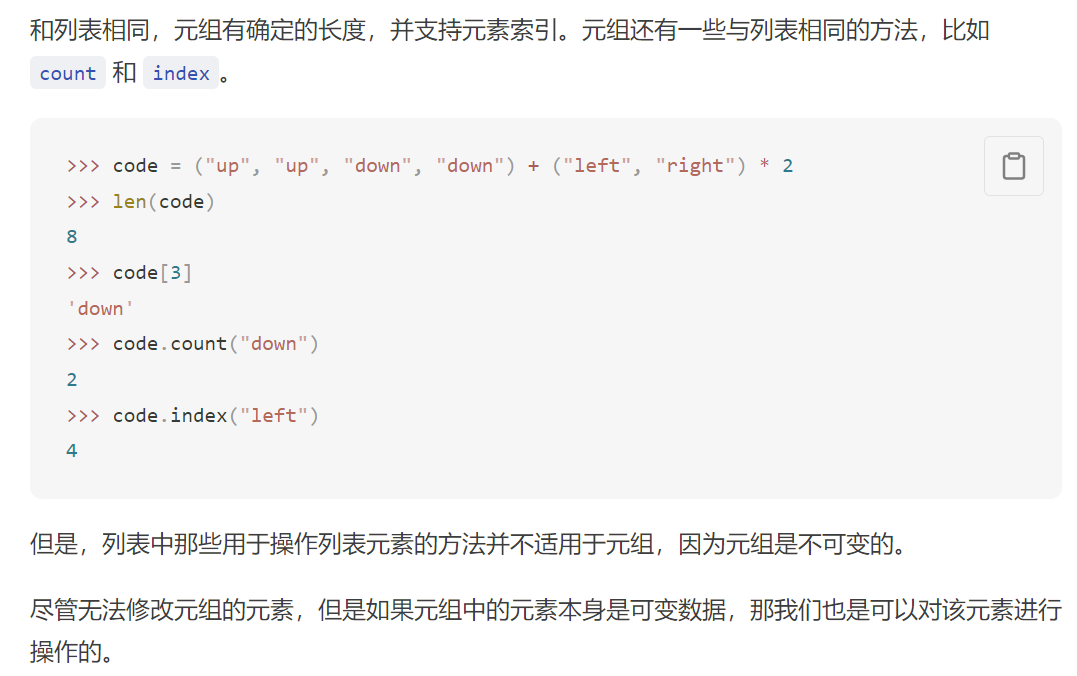 和列表相同，元组有确定的长度，并支持元素索引。元组还有一些与列表相同的方法，比如
count 和 index 。
>>> code = ("up", "up", "down", "down") + ("left", "right") * 2
>>> len(code)
8
>>> code[3]
'down'
>>> code.count("down")
2
>>> code.index("left")
4
但是，列表中那些用于操作列表元素的方法并不适用于元组，因为元组是不可变的。
尽管无法修改元组的元素，但是如果元组中的元素本身是可变数据，那我们也是可以对该元素进行
操作的。